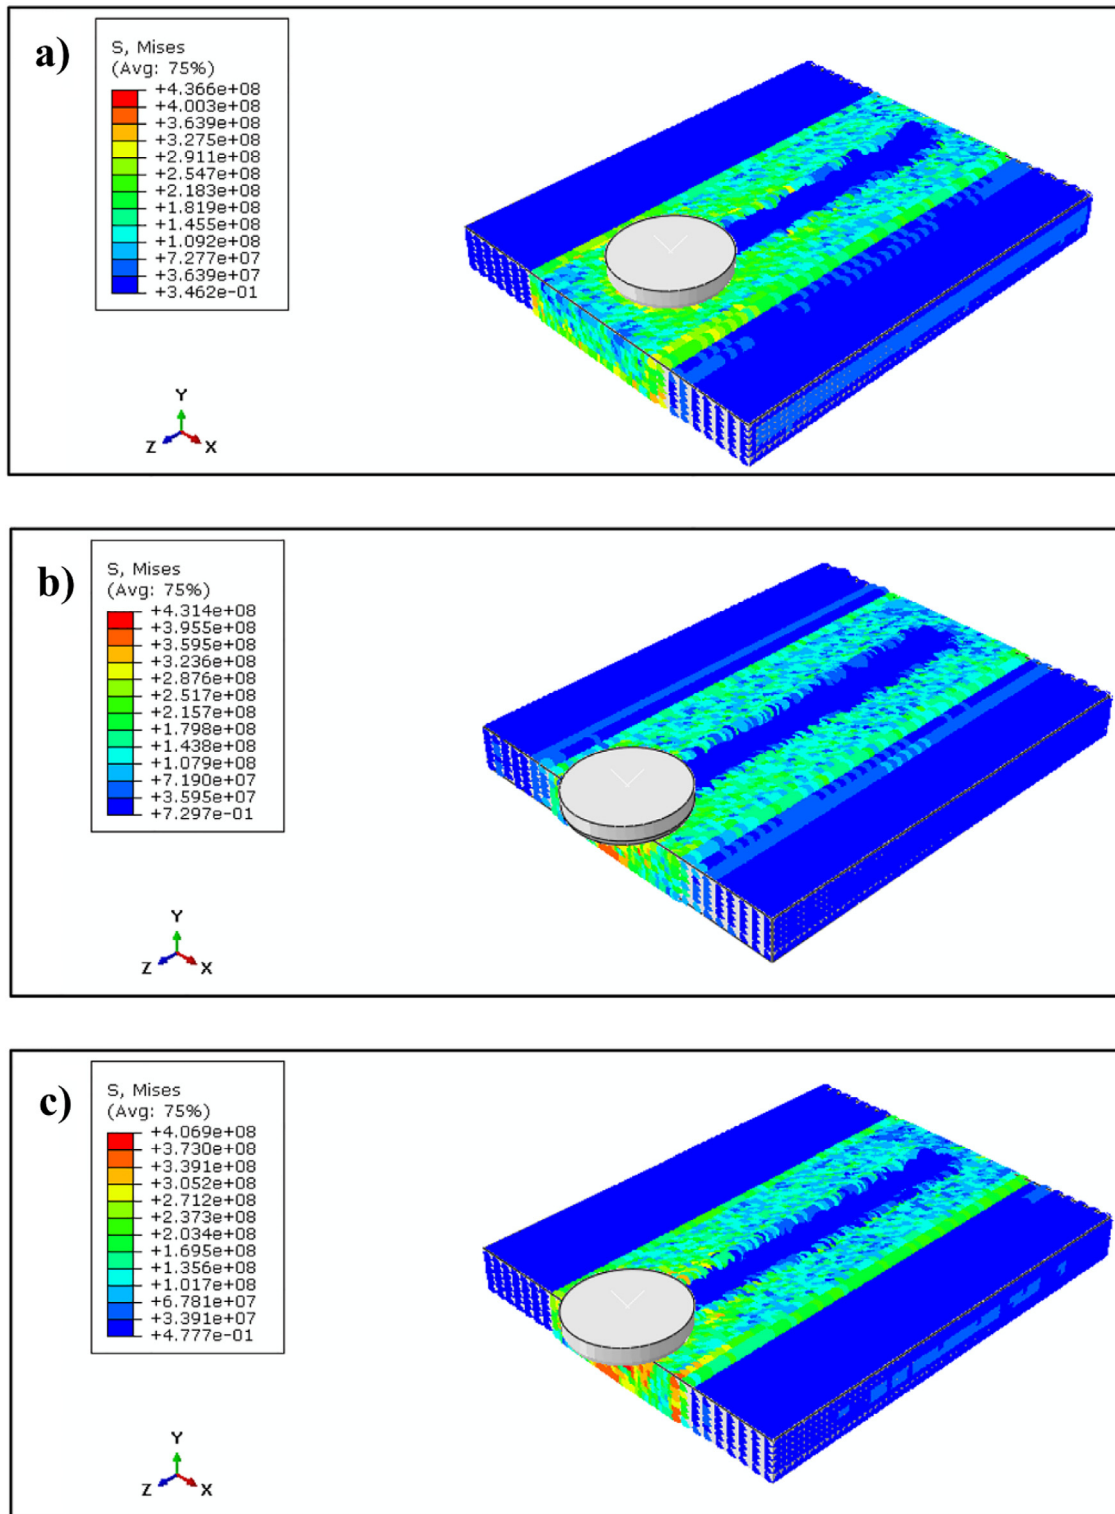 a)
S, Mises
(Avg: 75%)
+4.366e+08
+4.003e+08
+3.639e+08
+3.275e+08
+2.911e+08
+2.547e+08
+2.183e+08
+1.819e+08
+1.455e+08
+1.092e+08
+7.277e+07
+3.639e+07
+3.462e-01
Y
Z
X
b)
S, Mises
(Avg: 75%)
+4.314e+08
+3.955e+08
+3.595e+08
+3.236e+08
+2.876e+08
+2.517e+08
+2.157e+08
+1.798e+08
+1.438e+08
+1.079e+08
+7.190e+07
+3.595e+07
+7.297e-01
Y
Z
X
c)
S, Mises
(Avg: 75%)
+4.069e+08
+3.730e+08
+3.391e+08
+3.052e+08
+2.712e+08
+2.373e+08
+2.034e+08
+1.695e+08
+1.356e+08
+1.017e+08
+6.781e+07
+3.391e+07
+4.777e-01
Y
Z
X